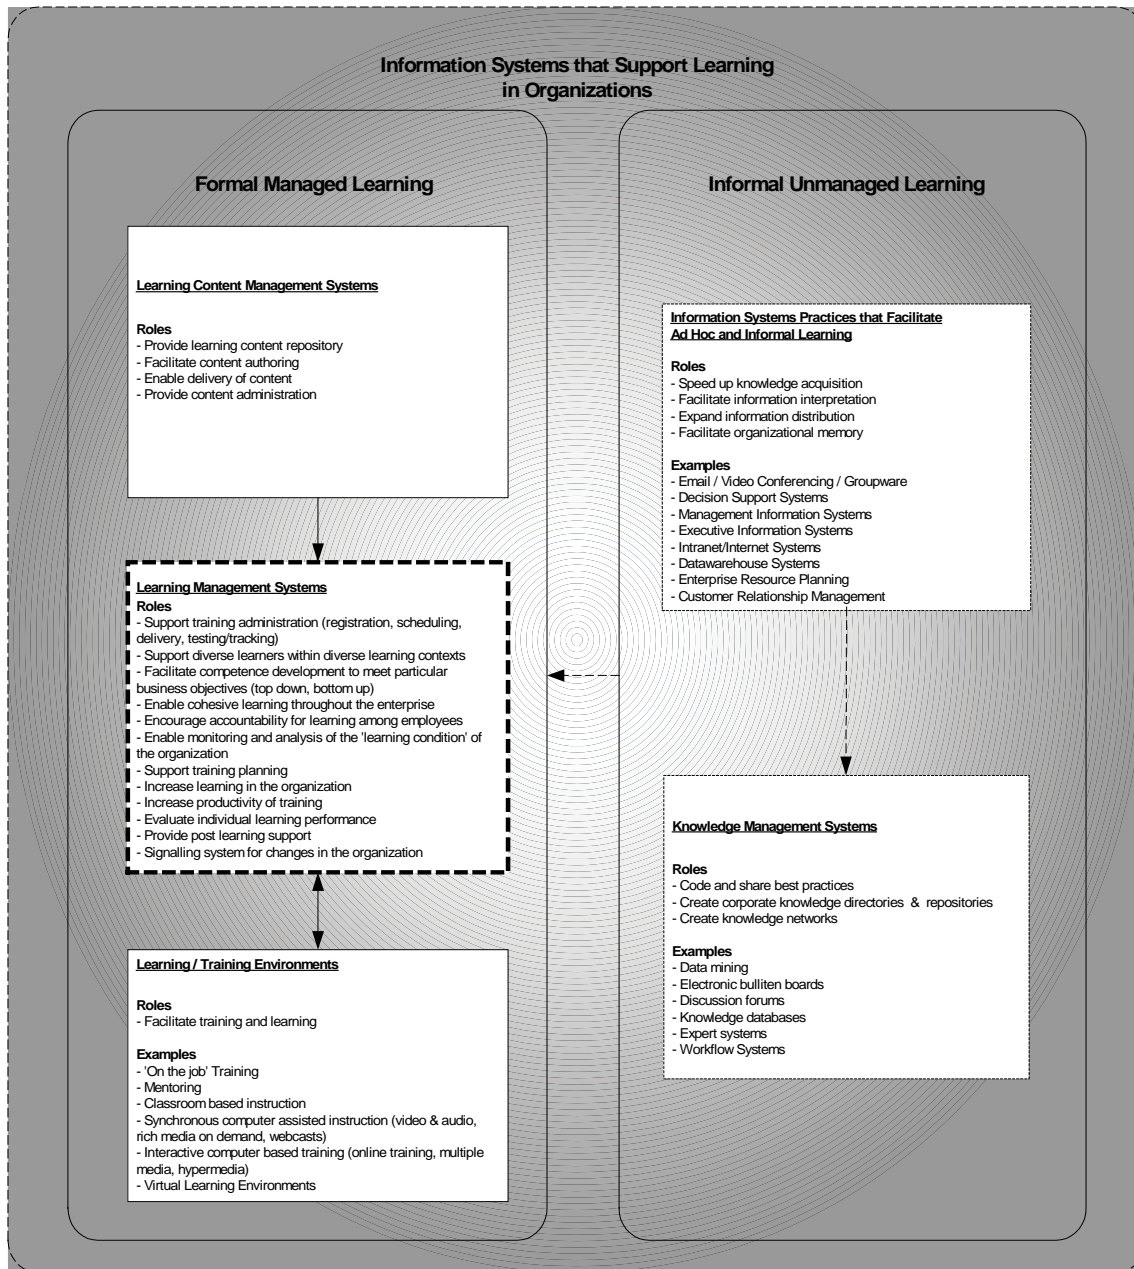 Information Systems that Support Learning
in Organizations
Formal Managed Learning
Learning Content Management Systems
Roles
- Provide learning content repository
- Facilitate content authoring
- Enable delivery of content
- Provide content administration
Learning Management Systems
Roles
- Support training administration (registration, scheduling,
delivery, testing/tracking)
- Support diverse learners within diverse learning contexts
- Facilitate competence development to meet particular
business objectives (top down, bottom up)
- Enable cohesive learning throughout the enterprise
- Encourage accountability for learning among employees
- Enable monitoring and analysis of the 'learning condition' of
the organization
- Support training planning
- Increase learning in the organization
- Increase productivity of training
- Evaluate individual learning performance
- Provide post learning support
- Signalling system for changes in the organization
Learning / Training Environments
Roles
- Facilitate training and learning
Examples
- 'On the job' Training
- Mentoring
- Classroom based instruction
- Synchronous computer assisted instruction (video & audio,
rich media on demand, webcasts)
- Interactive computer based training (online training, multiple
media, hypermedia)
- Virtual Learning Environments
Informal Unmanaged Learning
Information Systems Practices that Facilitate
Ad Hoc and Informal Learning
Roles
- Speed up knowledge acquisition
- Facilitate information interpretation
- Expand information distribution
- Facilitate organizational memory
Examples
- Email / Video Conferencing / Groupware
- Decision Support Systems
- Management Information Systems
- Executive Information Systems
- Intranet/Internet Systems
- Datawarehouse Systems
- Enterprise Resource Planning
- Customer Relationship Management
Knowledge Management Systems
Roles
- Code and share best practices
- Create corporate knowledge directories & repositories
- Create knowledge networks
Examples
- Data mining
- Electronic bulliten boards
- Discussion forums
- Knowledge databases
- Expert systems
- Workflow Systems